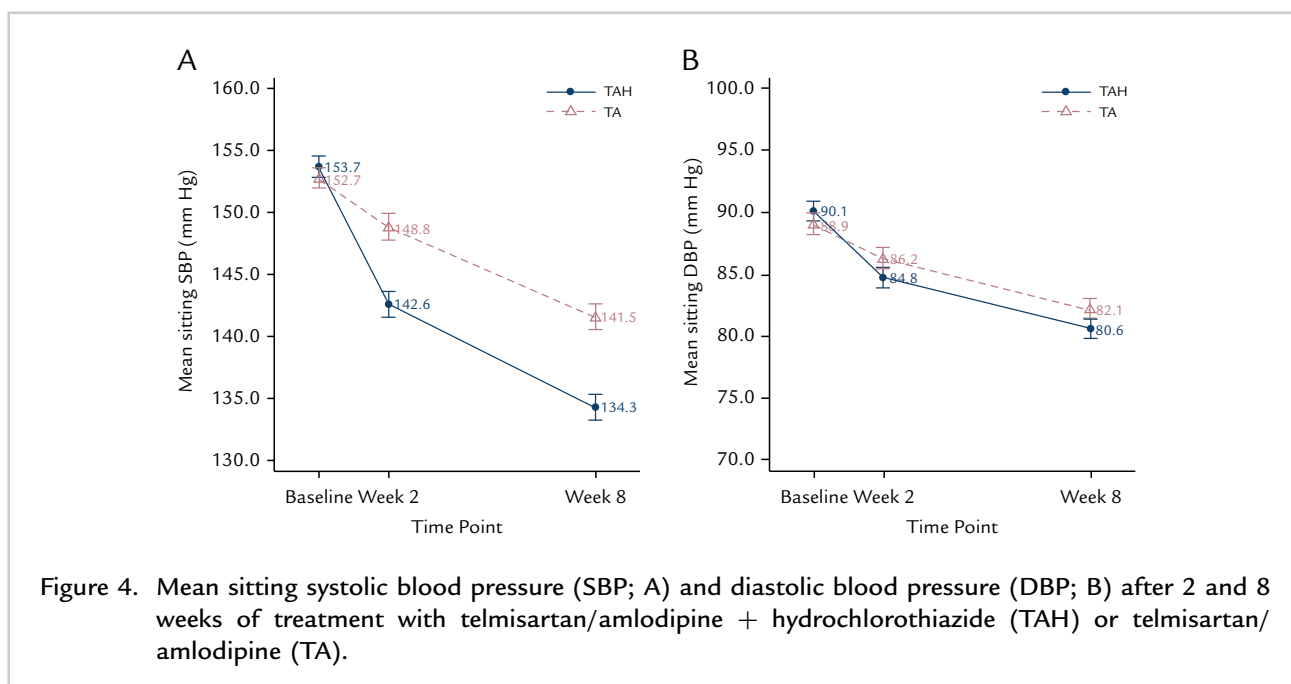 A
160.0
155.0
150.0
145.0
140.0
135.0
130.0
Mean sitting SBP (mm Hg)
TAH
TA
153.7
152.7
148.8
142.6
141.5
134.3
Baseline Week 2 Week 8
Time Point
B
100.0
95.0
90.0
85.0
80.0
75.0
70.0
Mean sitting DBP (mm Hg)
TAH
TA
90.1
88.9
86.2
84.8
82.1
80.6
Baseline Week 2 Week 8
Time Point
Figure 4. Mean sitting systolic blood pressure (SBP; A) and diastolic blood pressure (DBP; B) after 2 and 8
weeks of treatment with telmisartan/amlodipine + hydrochlorothiazide (TAH) or telmisartan/
amlodipine (TA).